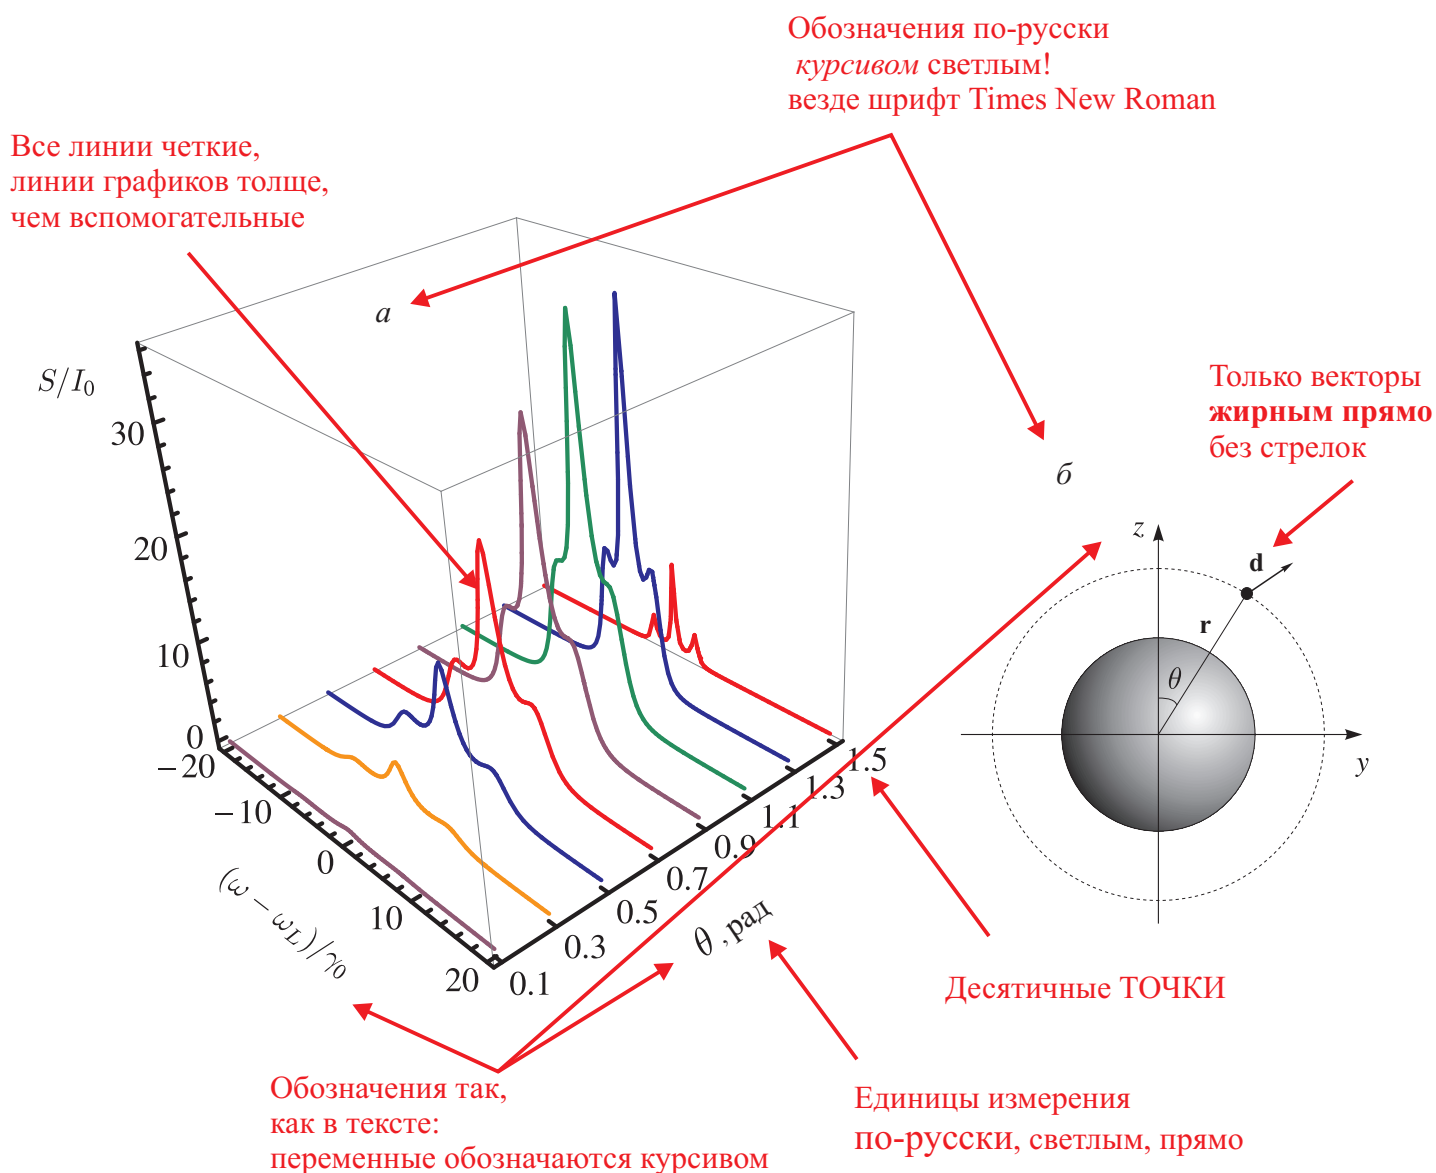 Обозначения по-русски
курсивом светлым!
везде шрифт Times New Roman
Все линии четкие,
линии графиков толще,
чем вспомогательные
а
S/I₀
30
20
10
0
−20
−10
0
10
20
(ω − ω_L)/γ₀
0.1
0.3
0.5
0.7
0.9
1.1
1.3
1.5
θ, рад
Только векторы
жирным прямо
без стрелок
б
z
d
r
θ
y
Десятичные ТОЧКИ
Обозначения так,
как в тексте:
переменные обозначаются курсивом
Единицы измерения
по-русски, светлым, прямо